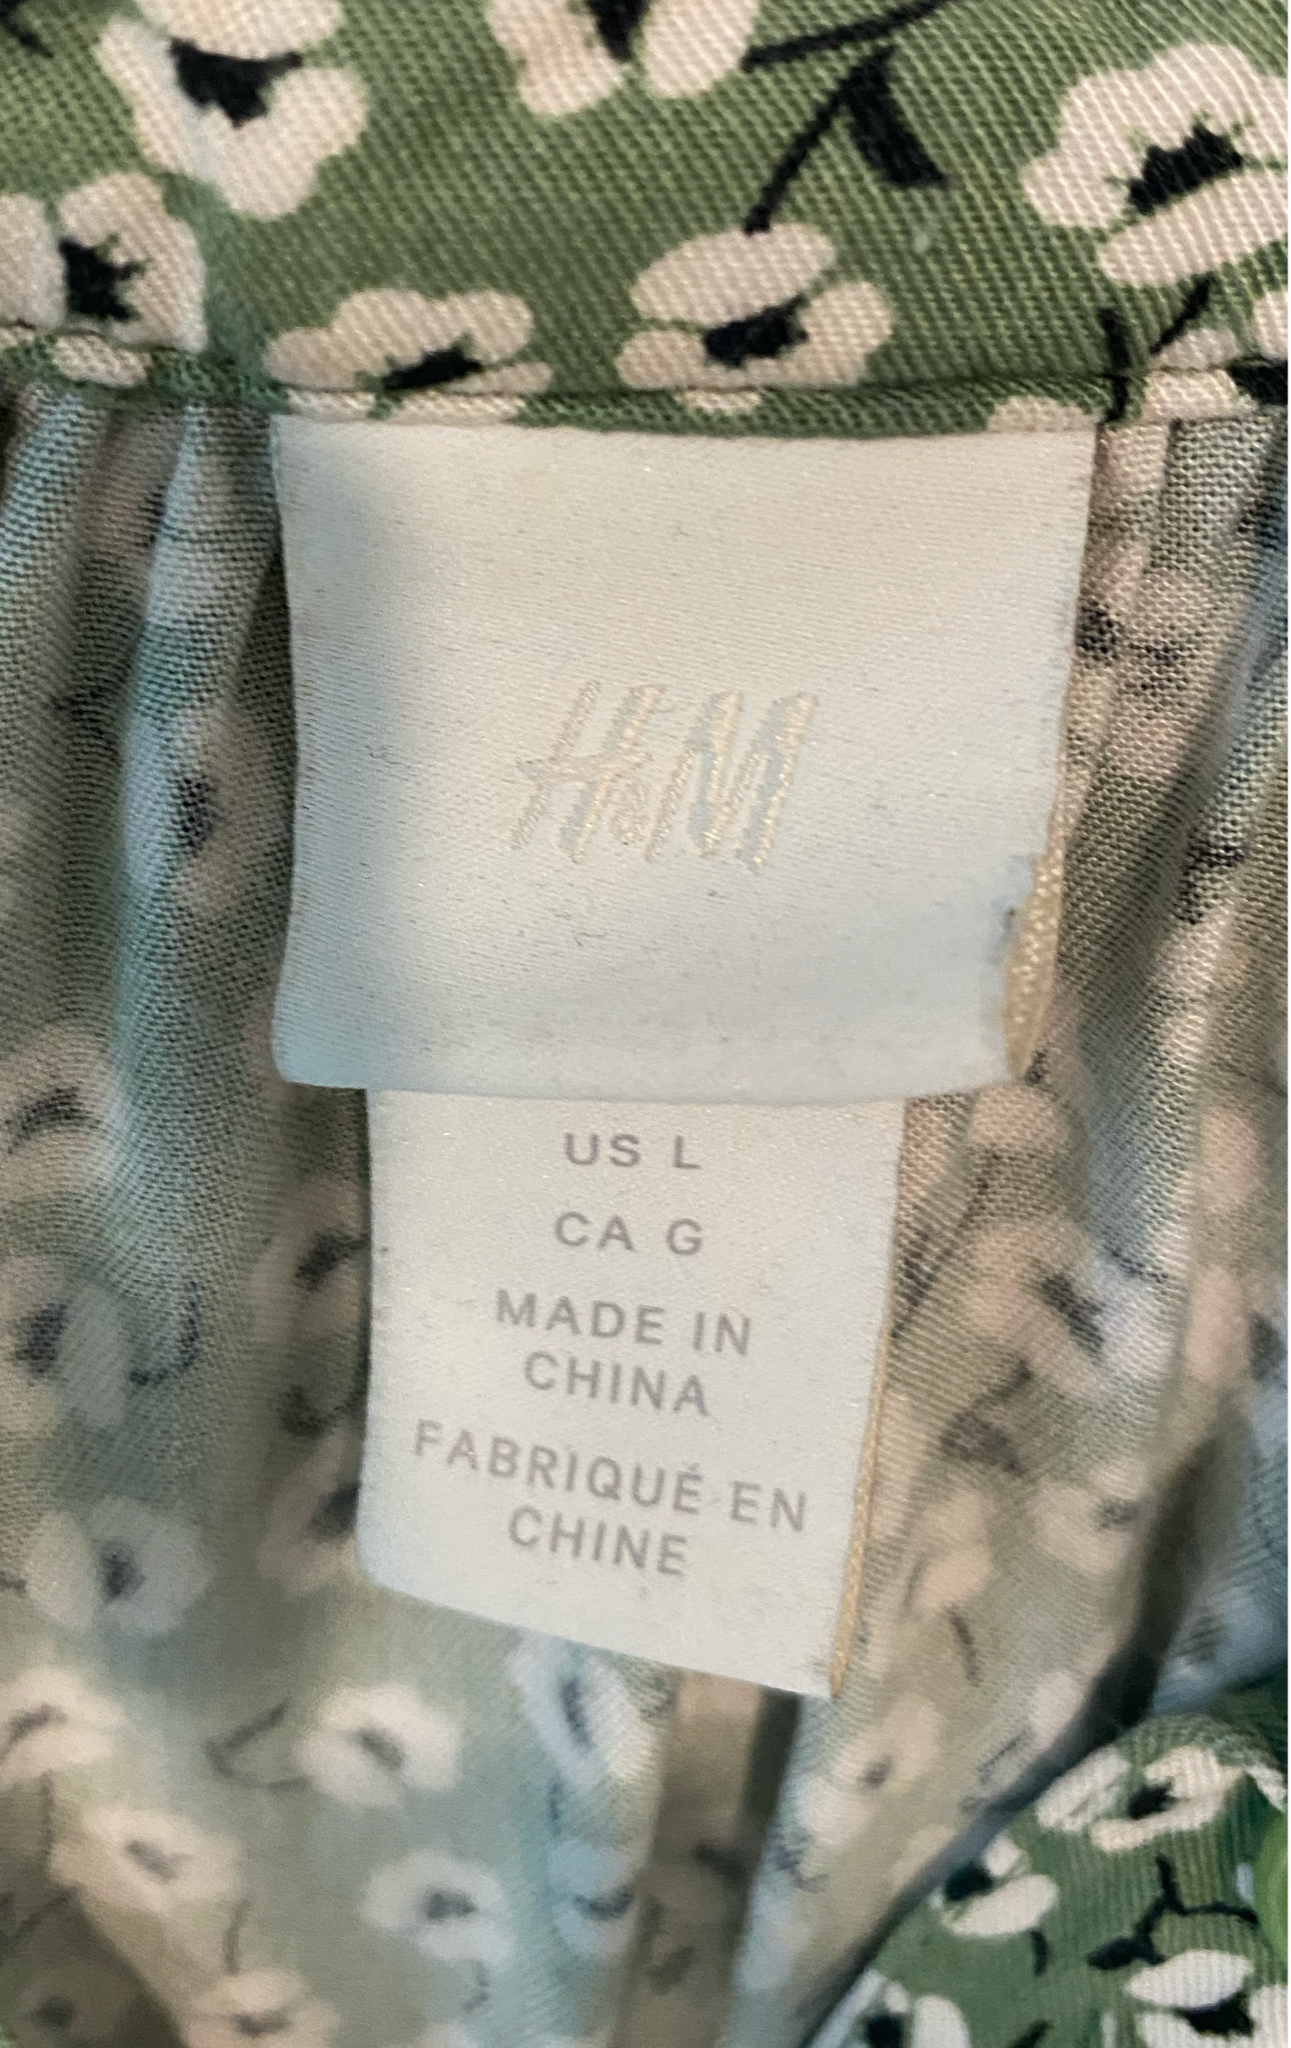 H&M
US L
CA G
MADE IN
CHINA
FABRIQUÉ EN
CHINE